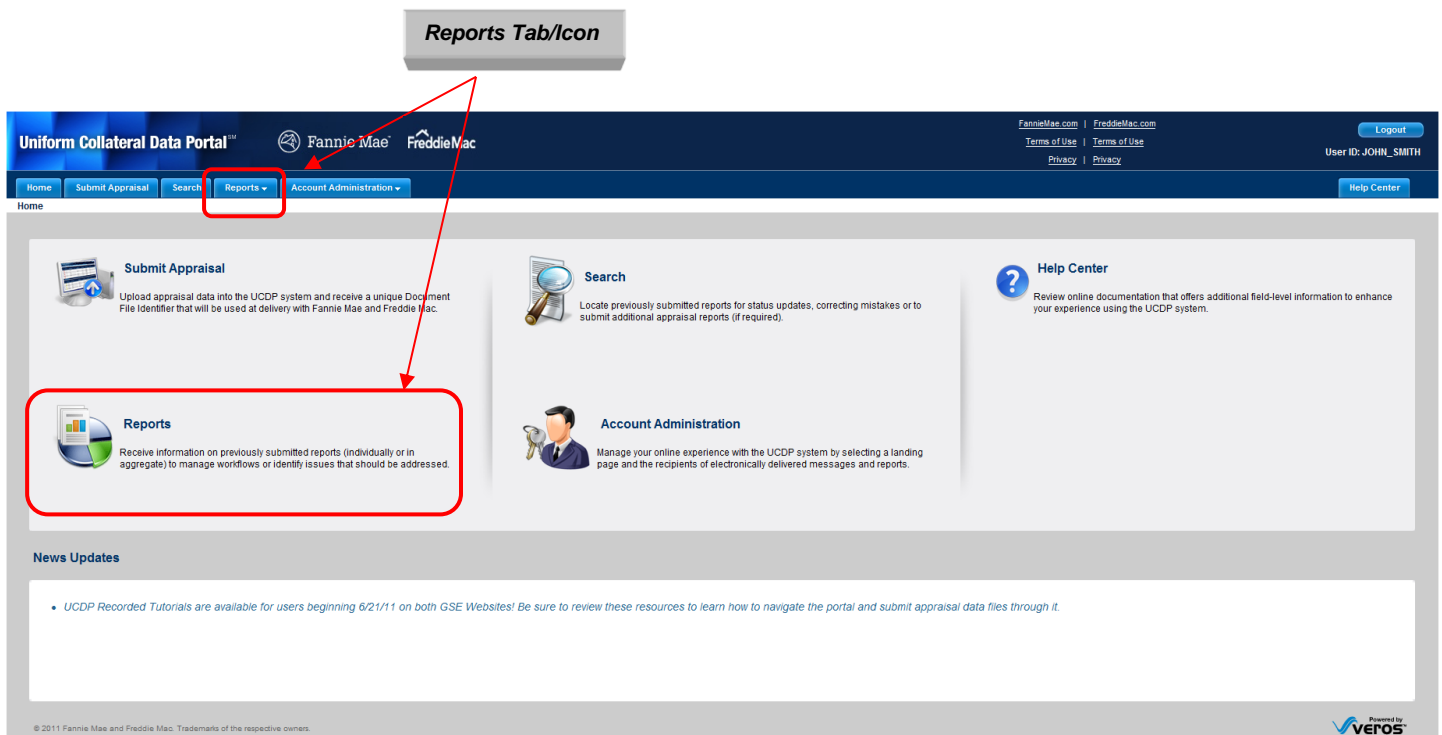 Reports Tab/Icon
Uniform Collateral Data Portal℠
Fannie Mae®
FreddieMac
FannieMae.com | FreddieMac.com
Terms of Use | Terms of Use
Privacy | Privacy
Logout
User ID: JOHN_SMITH
Home
Submit Appraisal
Search
Reports
Account Administration
Help Center
Home
Submit Appraisal
Upload appraisal data into the UCDP system and receive a unique Document
File Identifier that will be used at delivery with Fannie Mae and Freddie Mac.
Search
Locate previously submitted reports for status updates, correcting mistakes or to
submit additional appraisal reports (if required).
Help Center
Review online documentation that offers additional field-level information to enhance
your experience using the UCDP system.
Reports
Receive information on previously submitted reports (individually or in
aggregate) to manage workflows or identify issues that should be addressed.
Account Administration
Manage your online experience with the UCDP system by selecting a landing
page and the recipients of electronically delivered messages and reports.
News Updates
• UCDP Recorded Tutorials are available for users beginning 6/21/11 on both GSE Websites! Be sure to review these resources to learn how to navigate the portal and submit appraisal data files through it.
© 2011 Fannie Mae and Freddie Mac. Trademarks of the respective owners.
Powered by
veros™